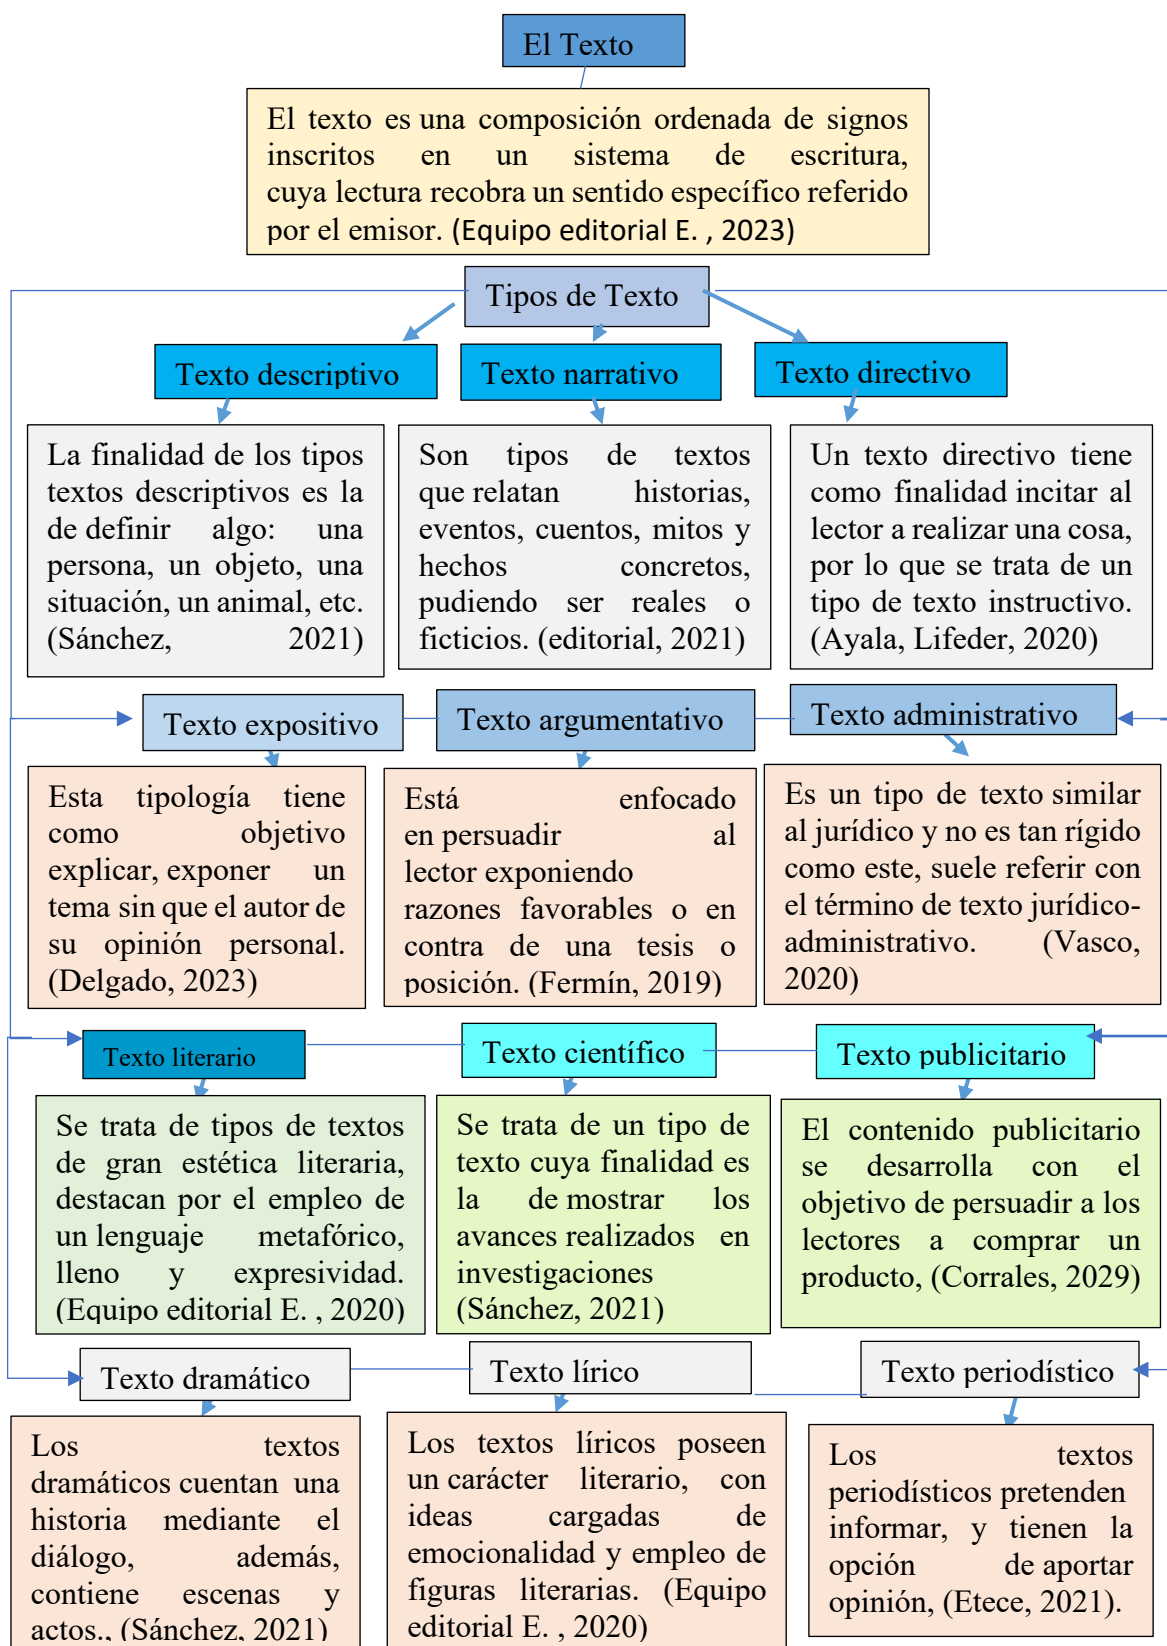 El Texto
El texto es una composición ordenada de signos
inscritos en un sistema de escritura,
cuya lectura recobra un sentido específico referido
por el emisor. (Equipo editorial E. , 2023)
Tipos de Texto
Texto descriptivo
Texto narrativo
Texto directivo
La finalidad de los tipos
textos descriptivos es la
de definir algo: una
persona, un objeto, una
situación, un animal, etc.
(Sánchez, 2021)
Son tipos de textos
que relatan historias,
eventos, cuentos, mitos y
hechos concretos,
pudiendo ser reales o
ficticios. (editorial, 2021)
Un texto directivo tiene
como finalidad incitar al
lector a realizar una cosa,
por lo que se trata de un
tipo de texto instructivo.
(Ayala, Lifeder, 2020)
Texto expositivo
Texto argumentativo
Texto administrativo
Esta tipología tiene
como objetivo
explicar, exponer un
tema sin que el autor de
su opinión personal.
(Delgado, 2023)
Está enfocado
en persuadir al
lector exponiendo
razones favorables o en
contra de una tesis o
posición. (Fermín, 2019)
Es un tipo de texto similar
al jurídico y no es tan rígido
como este, suele referir con
el término de texto jurídico-
administrativo. (Vasco,
2020)
Texto literario
Texto científico
Texto publicitario
Se trata de tipos de textos
de gran estética literaria,
destacan por el empleo de
un lenguaje metafórico,
lleno y expresividad.
(Equipo editorial E. , 2020)
Se trata de un tipo de
texto cuya finalidad es
la de mostrar los
avances realizados en
investigaciones
(Sánchez, 2021)
El contenido publicitario
se desarrolla con el
objetivo de persuadir a los
lectores a comprar un
producto, (Corrales, 2029)
Texto dramático
Texto lírico
Texto periodístico
Los textos
dramáticos cuentan una
historia mediante el
diálogo, además,
contiene escenas y
actos., (Sánchez, 2021)
Los textos líricos poseen
un carácter literario, con
ideas cargadas de
emocionalidad y empleo de
figuras literarias. (Equipo
editorial E. , 2020)
Los textos
periodísticos pretenden
informar, y tienen la
opción de aportar
opinión, (Etece, 2021).